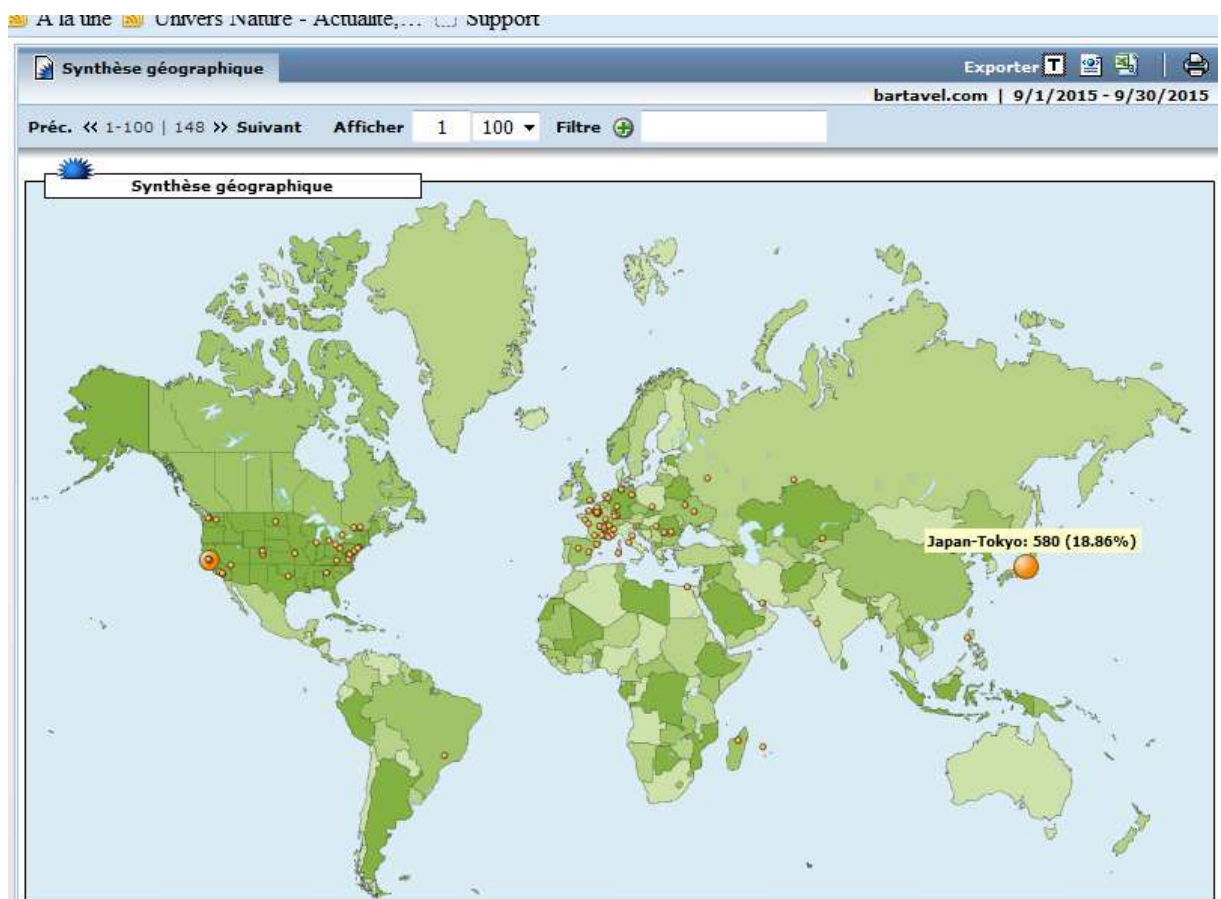 A la une Univers Nature - Actualité,... Support
Synthèse géographique Exporter T
bartavel.com | 9/1/2015 - 9/30/2015
Préc. << 1-100 | 148 >> Suivant Afficher 1 100 Filtre
Synthèse géographique
Japan-Tokyo: 580 (18.86%)